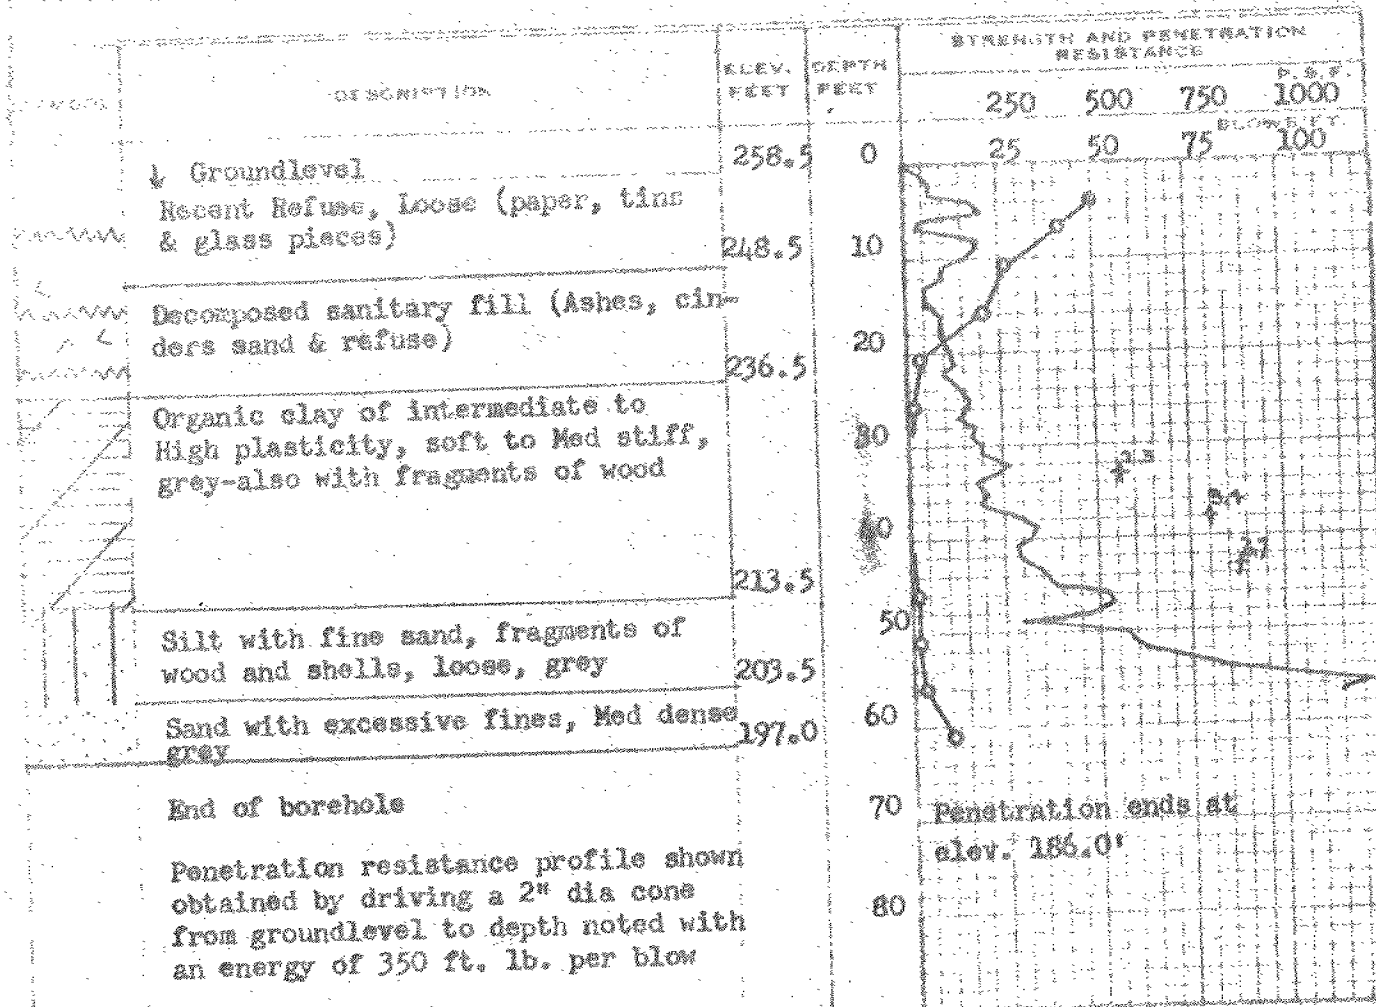 STRENGTH AND PENETRATION
RESISTANCE
DESCRIPTION
ELEV.
FEET
DEPTH
FEET
P.S.F.
250 500 750 1000
BLOWS/FT.
25 50 75 100
Groundlevel
258.5 0
Recent Refuse, loose (paper, tins
& glass pieces)
248.5 10
Decomposed sanitary fill (Ashes, cin-
ders sand & refuse)
20
236.5
Organic clay of intermediate to
High plasticity, soft to Med stiff,
grey-also with fragments of wood
30
2.3
3.4
40
213.5
50
Silt with fine sand, fragments of
wood and shells, loose, grey
203.5
60
Sand with excessive fines, Med dense
grey
197.0
End of borehole
70
Penetration ends at
elev. 186.0'
Penetration resistance profile shown
obtained by driving a 2" dia cone
from groundlevel to depth noted with
an energy of 350 ft. lb. per blow
80